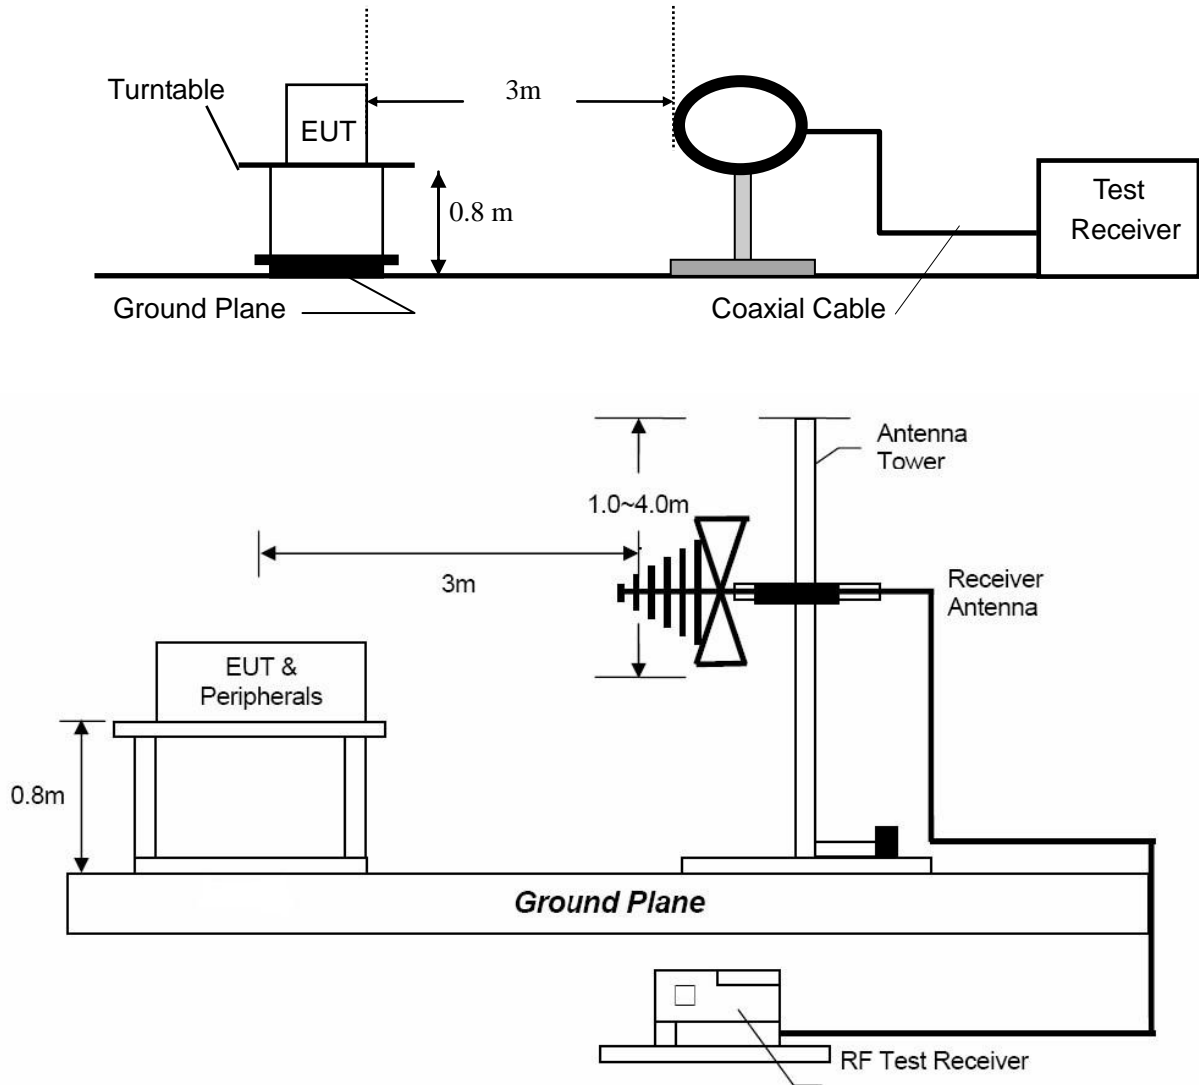 Turntable
3m
EUT
0.8 m
Test
Receiver
Ground Plane
Coaxial Cable
Antenna
Tower
1.0~4.0m
3m
Receiver
Antenna
EUT &
Peripherals
0.8m
Ground Plane
RF Test Receiver